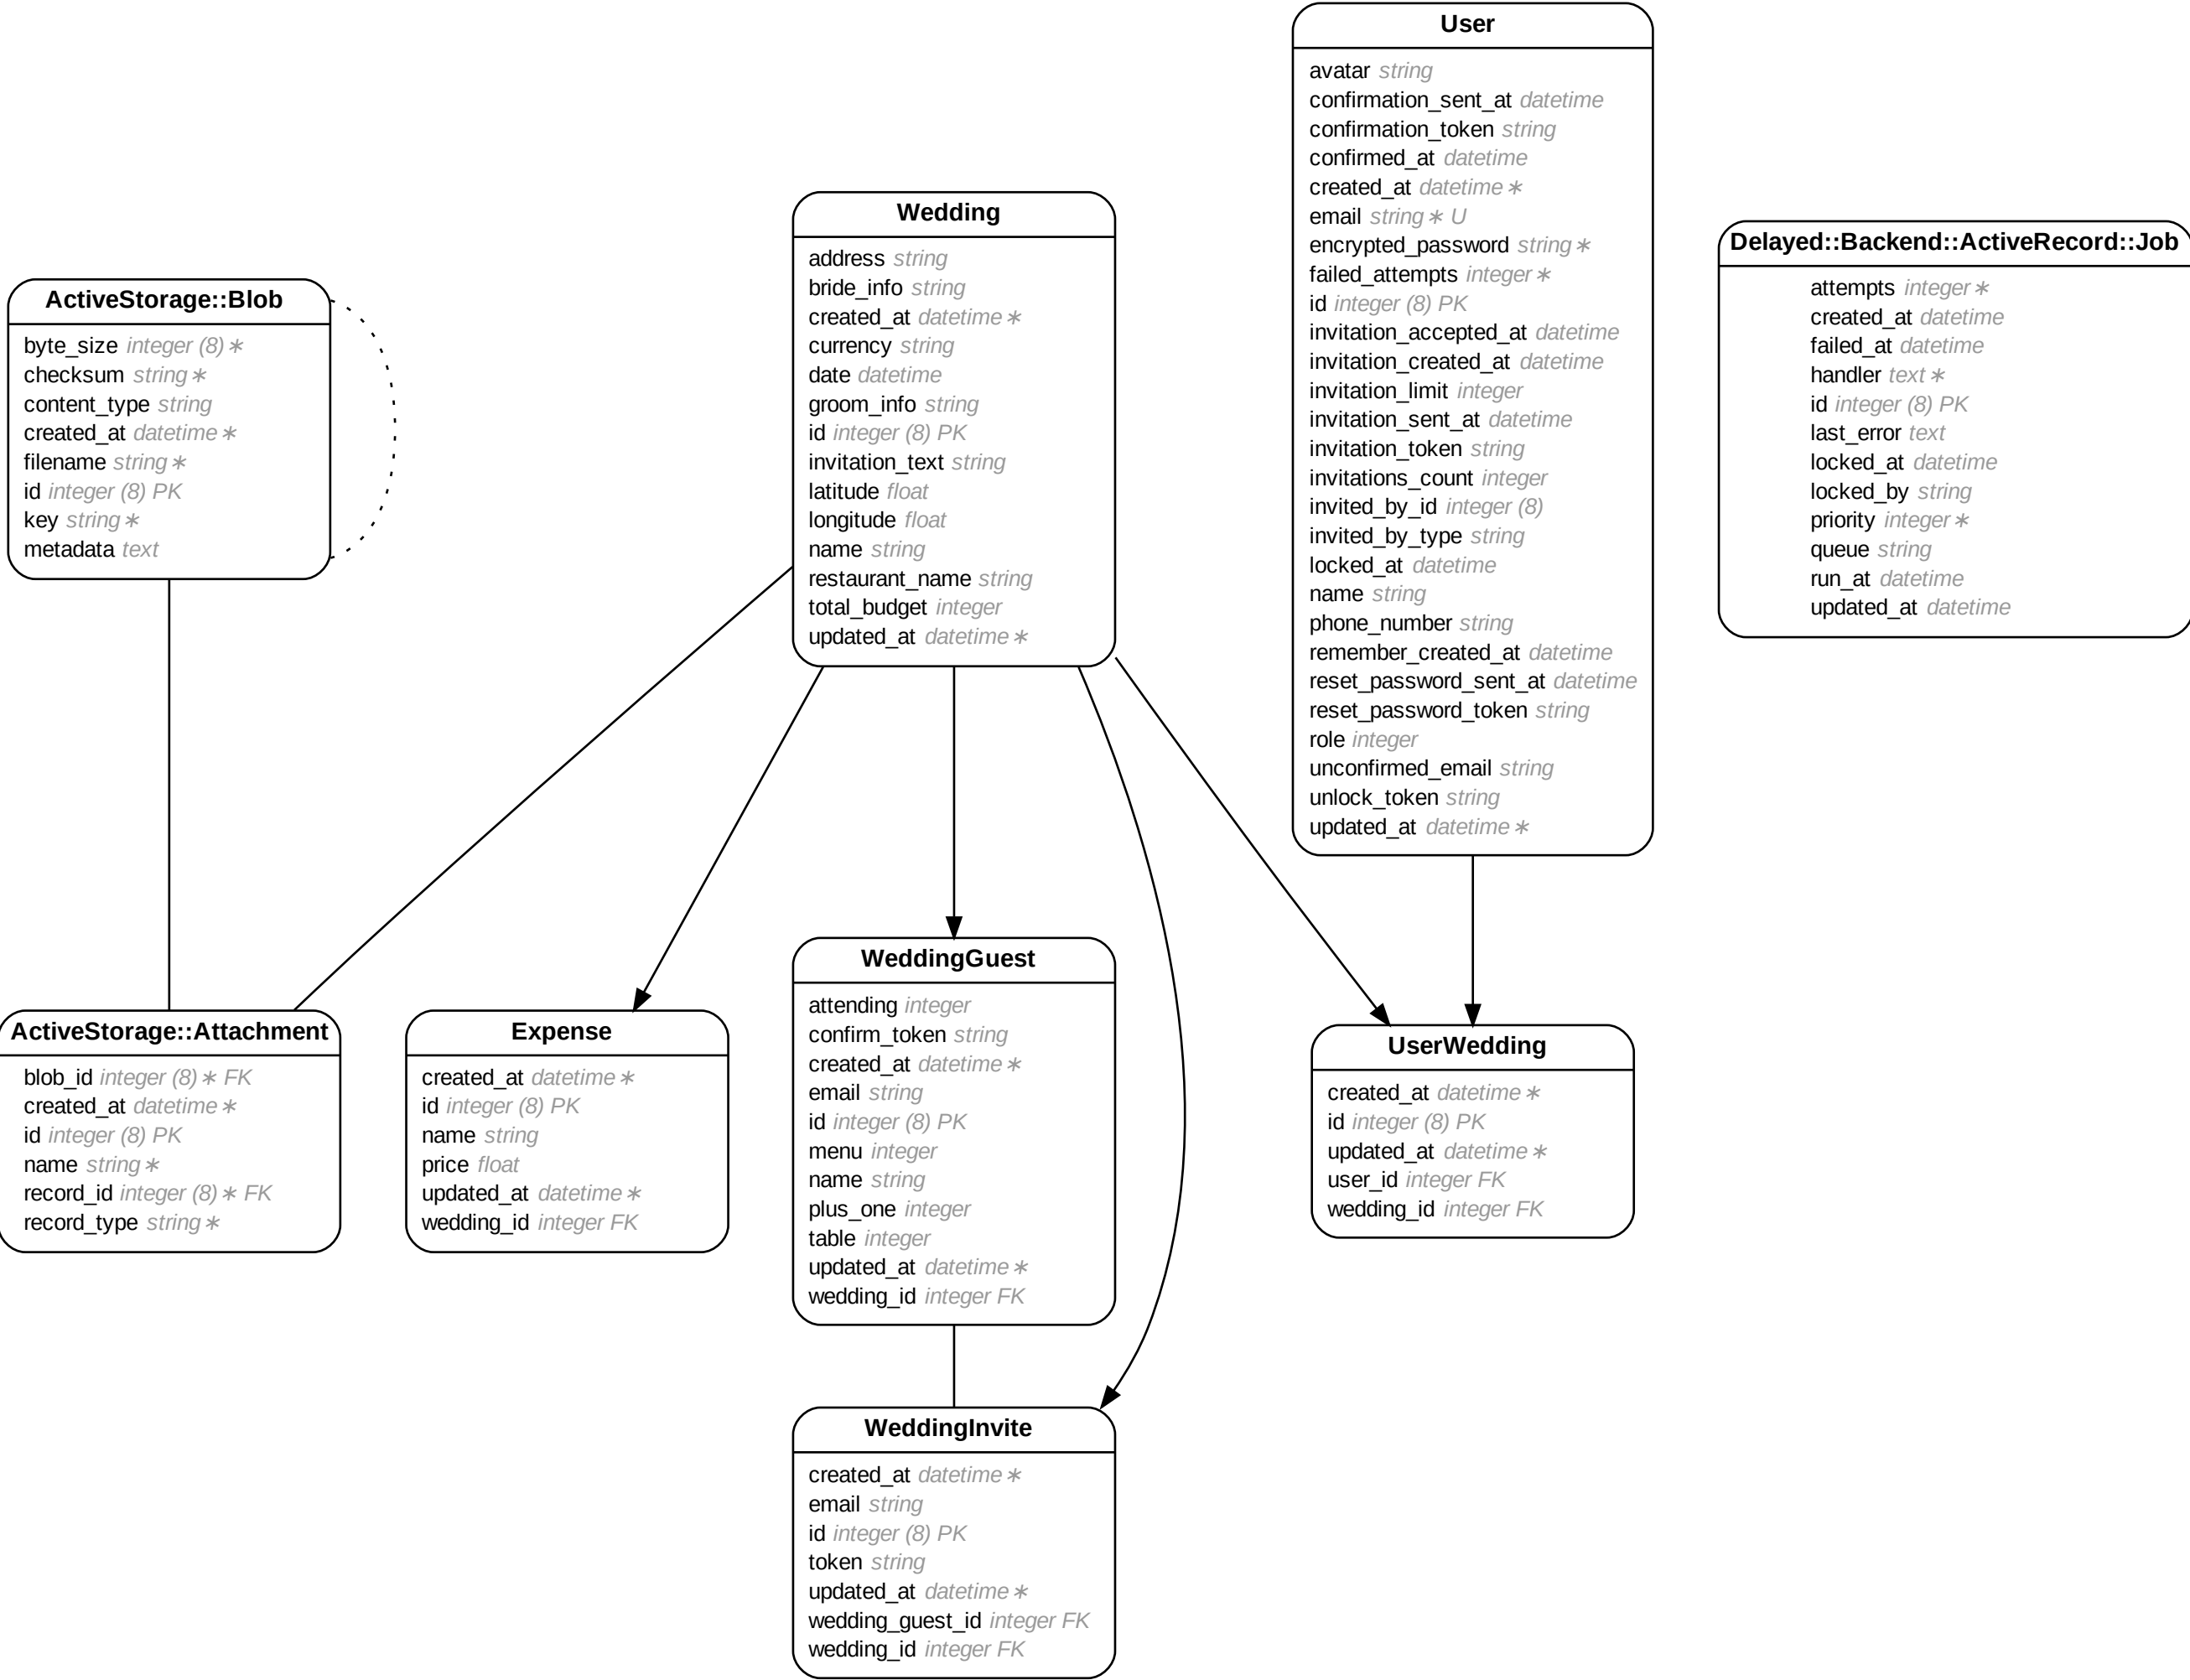 User
avatar string
confirmation_sent_at datetime
confirmation_token string
confirmed_at datetime
created_at datetime ∗
email string ∗ U
encrypted_password string ∗
failed_attempts integer ∗
id integer (8) PK
invitation_accepted_at datetime
invitation_created_at datetime
invitation_limit integer
invitation_sent_at datetime
invitation_token string
invitations_count integer
invited_by_id integer (8)
invited_by_type string
locked_at datetime
name string
phone_number string
remember_created_at datetime
reset_password_sent_at datetime
reset_password_token string
role integer
unconfirmed_email string
unlock_token string
updated_at datetime ∗
Wedding
address string
bride_info string
created_at datetime ∗
currency string
date datetime
groom_info string
id integer (8) PK
invitation_text string
latitude float
longitude float
name string
restaurant_name string
total_budget integer
updated_at datetime ∗
Delayed::Backend::ActiveRecord::Job
attempts integer ∗
created_at datetime
failed_at datetime
handler text ∗
id integer (8) PK
last_error text
locked_at datetime
locked_by string
priority integer ∗
queue string
run_at datetime
updated_at datetime
ActiveStorage::Blob
byte_size integer (8) ∗
checksum string ∗
content_type string
created_at datetime ∗
filename string ∗
id integer (8) PK
key string ∗
metadata text
ActiveStorage::Attachment
blob_id integer (8) ∗ FK
created_at datetime ∗
id integer (8) PK
name string ∗
record_id integer (8) ∗ FK
record_type string ∗
Expense
created_at datetime ∗
id integer (8) PK
name string
price float
updated_at datetime ∗
wedding_id integer FK
WeddingGuest
attending integer
confirm_token string
created_at datetime ∗
email string
id integer (8) PK
menu integer
name string
plus_one integer
table integer
updated_at datetime ∗
wedding_id integer FK
UserWedding
created_at datetime ∗
id integer (8) PK
updated_at datetime ∗
user_id integer FK
wedding_id integer FK
WeddingInvite
created_at datetime ∗
email string
id integer (8) PK
token string
updated_at datetime ∗
wedding_guest_id integer FK
wedding_id integer FK